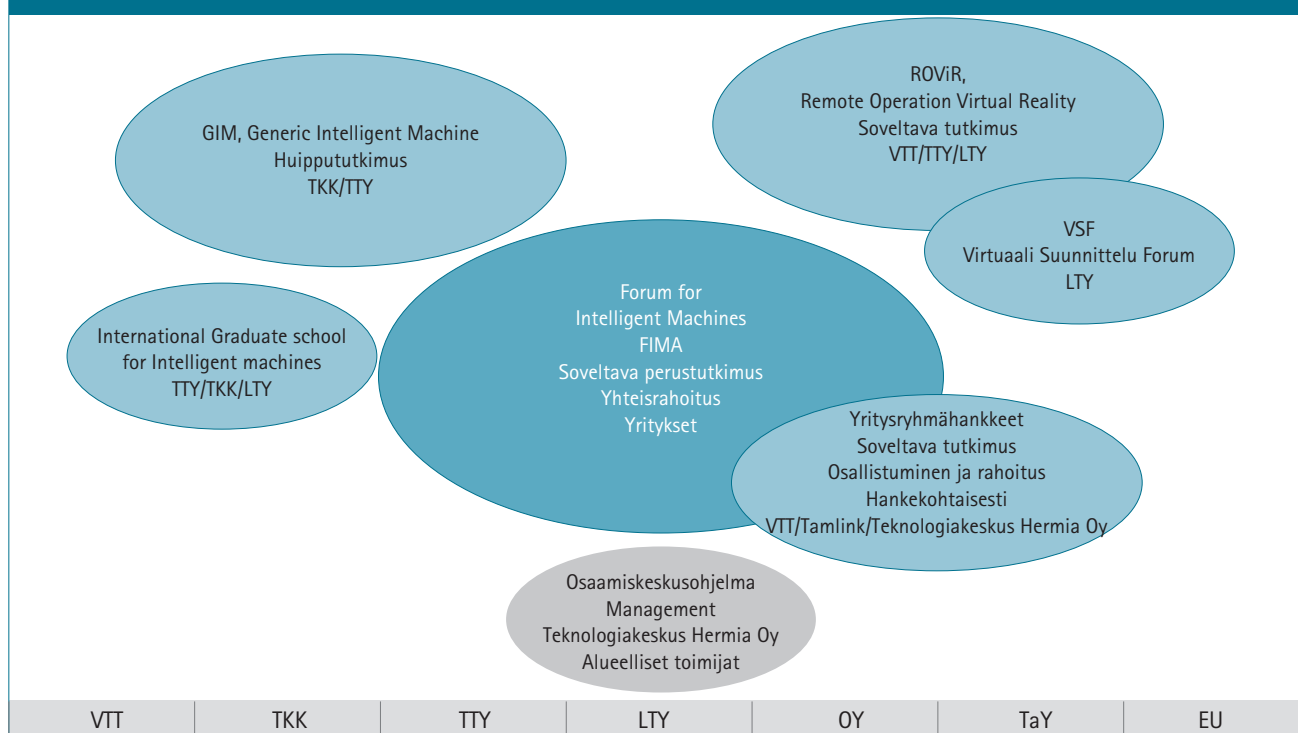 GIM, Generic Intelligent Machine
Huippututkimus
TKK/TTY
ROViR,
Remote Operation Virtual Reality
Soveltava tutkimus
VTT/TTY/LTY
VSF
Virtuaali Suunnittelu Forum
LTY
International Graduate school
for Intelligent machines
TTY/TKK/LTY
Forum for
Intelligent Machines
FIMA
Soveltava perustutkimus
Yhteisrahoitus
Yritykset
Yritysryhmähankkeet
Soveltava tutkimus
Osallistuminen ja rahoitus
Hankekohtaisesti
VTT/Tamlink/Teknologiakeskus Hermia Oy
Osaamiskeskusohjelma
Management
Teknologiakeskus Hermia Oy
Alueelliset toimijat
VTT
TKK
TTY
LTY
OY
TaY
EU